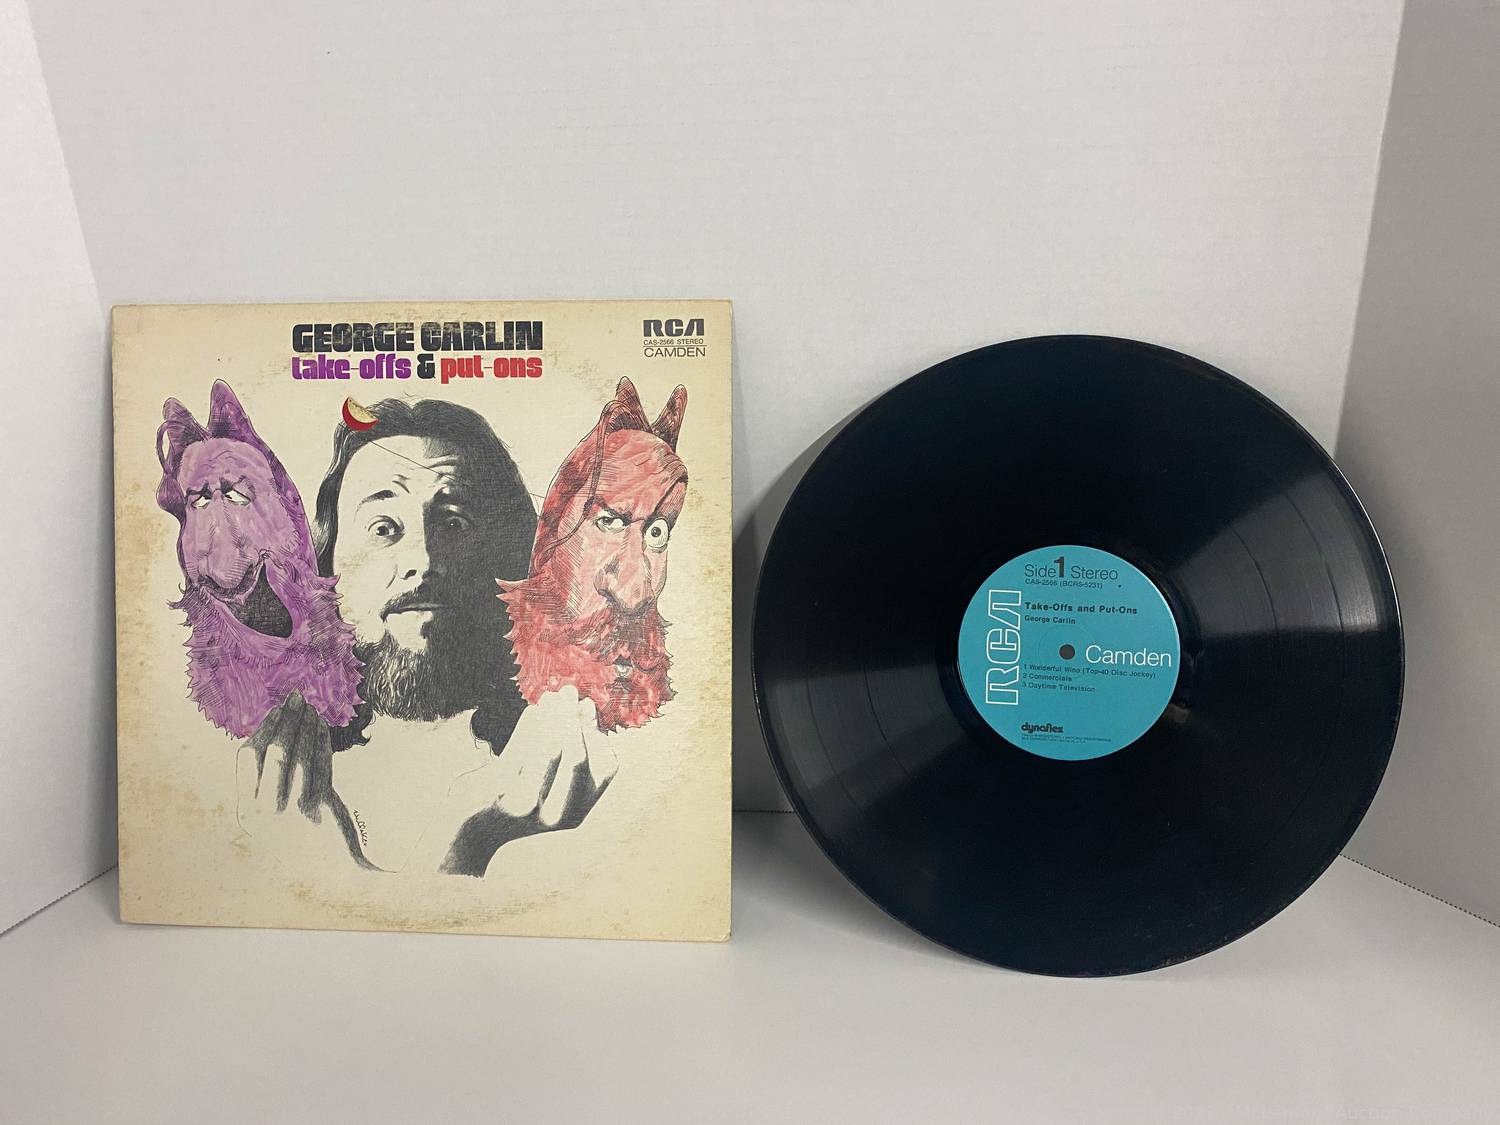 GEORGE CARLIN
take-offs & put-ons
RCA
CAS-2566 STEREO
CAMDEN
Side 1 Stereo
CAS-2566 (BCRS-5231)
Take-Offs and Put-Ons
George Carlin
RCA
Camden
1 Wonderful Wino (Top-40 Disc Jockey)
2 Commercials
3 Daytime Television
dynaflex